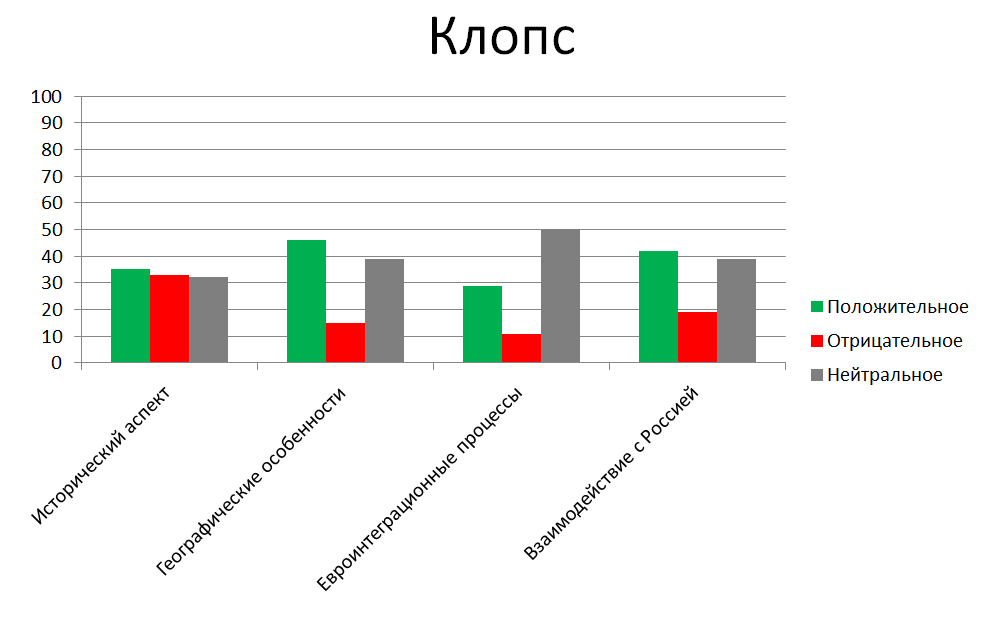 Клопс
100
90
80
70
60
50
40
30
20
10
0
Исторический аспект
Географические особенности
Евроинтеграционные процессы
Взаимодействие с Россией
Положительное
Отрицательное
Нейтральное